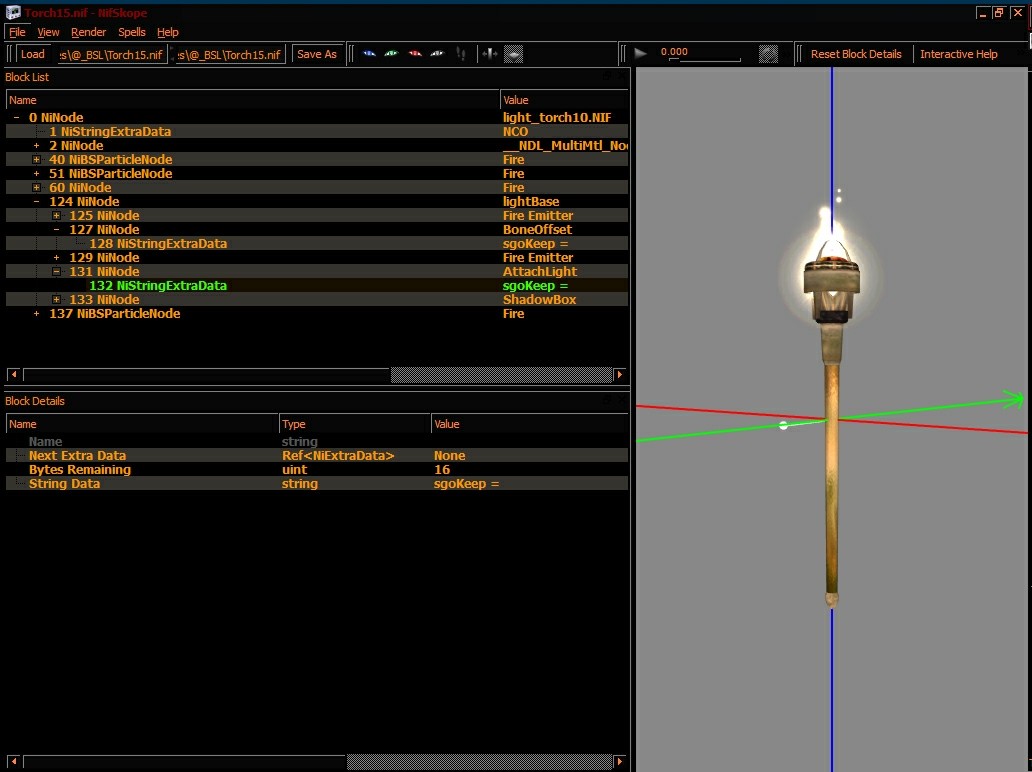 Torch15.nif - NifSkope
File View Render Spells Help
Load :s\@_BSL\Torch15.nif :s\@_BSL\Torch15.nif Save As 0.000 Reset Block Details Interactive Help
Block List
Name Value
0 NiNode light_torch10.NIF
1 NiStringExtraData NCO
2 NiNode __NDL_MultiMtl_No
40 NiBSParticleNode Fire
51 NiBSParticleNode Fire
60 NiNode Fire
124 NiNode lightBase
125 NiNode Fire Emitter
127 NiNode BoneOffset
128 NiStringExtraData sgoKeep =
129 NiNode Fire Emitter
131 NiNode AttachLight
132 NiStringExtraData sgoKeep =
133 NiNode ShadowBox
137 NiBSParticleNode Fire
Block Details
Name Type Value
Name string
Next Extra Data Ref<NiExtraData> None
Bytes Remaining uint 16
String Data string sgoKeep =